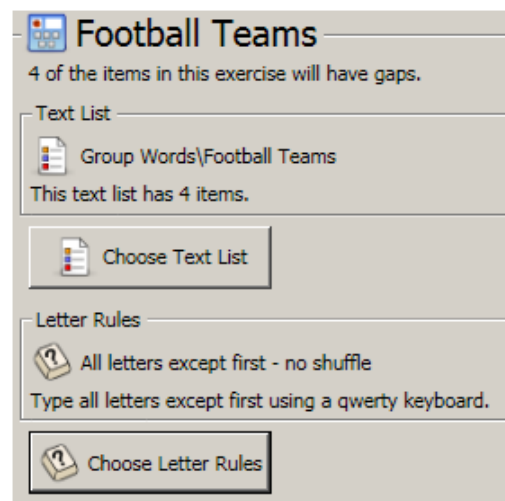 Football Teams
4 of the items in this exercise will have gaps.
Text List
Group Words\Football Teams
This text list has 4 items.
Choose Text List
Letter Rules
All letters except first - no shuffle
Type all letters except first using a qwerty keyboard.
Choose Letter Rules